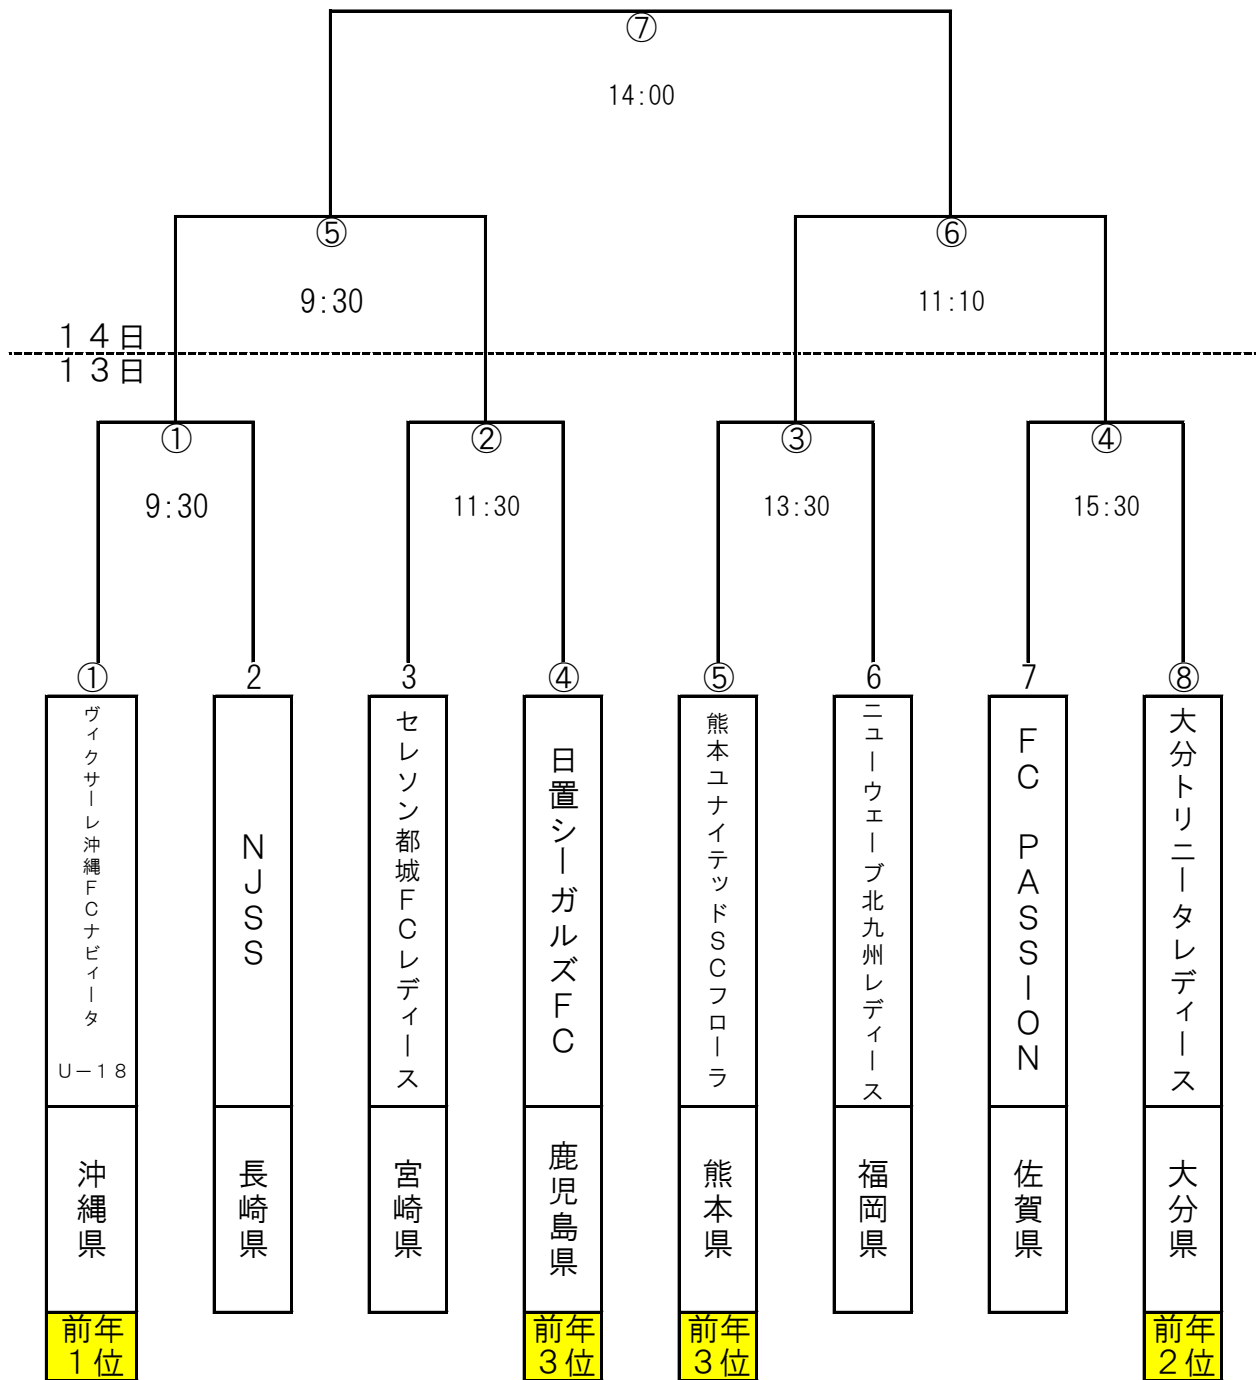 ⑦
14:00
⑤
⑥
9:30
11:10
14日
13日
①
②
③
④
9:30
11:30
13:30
15:30
①
2
3
④
⑤
6
7
⑧
ヴィクサーレ沖縄FCナビィータ
U-18
NJSS
セレソン都城FCレディース
日置シーガルズFC
熊本ユナイテッドSCフローラ
ニューウェーブ北九州レディース
FC PASSION
大分トリニータレディース
沖縄県
長崎県
宮崎県
鹿児島県
熊本県
福岡県
佐賀県
大分県
前年
1位
前年
3位
前年
3位
前年
2位